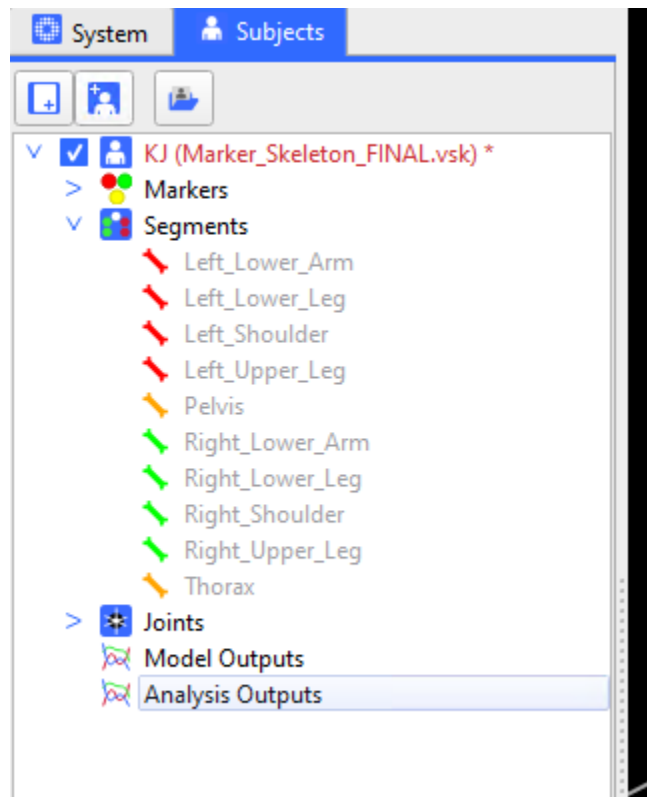 System
Subjects
KJ (Marker_Skeleton_FINAL.vsk) *
Markers
Segments
Left_Lower_Arm
Left_Lower_Leg
Left_Shoulder
Left_Upper_Leg
Pelvis
Right_Lower_Arm
Right_Lower_Leg
Right_Shoulder
Right_Upper_Leg
Thorax
Joints
Model Outputs
Analysis Outputs